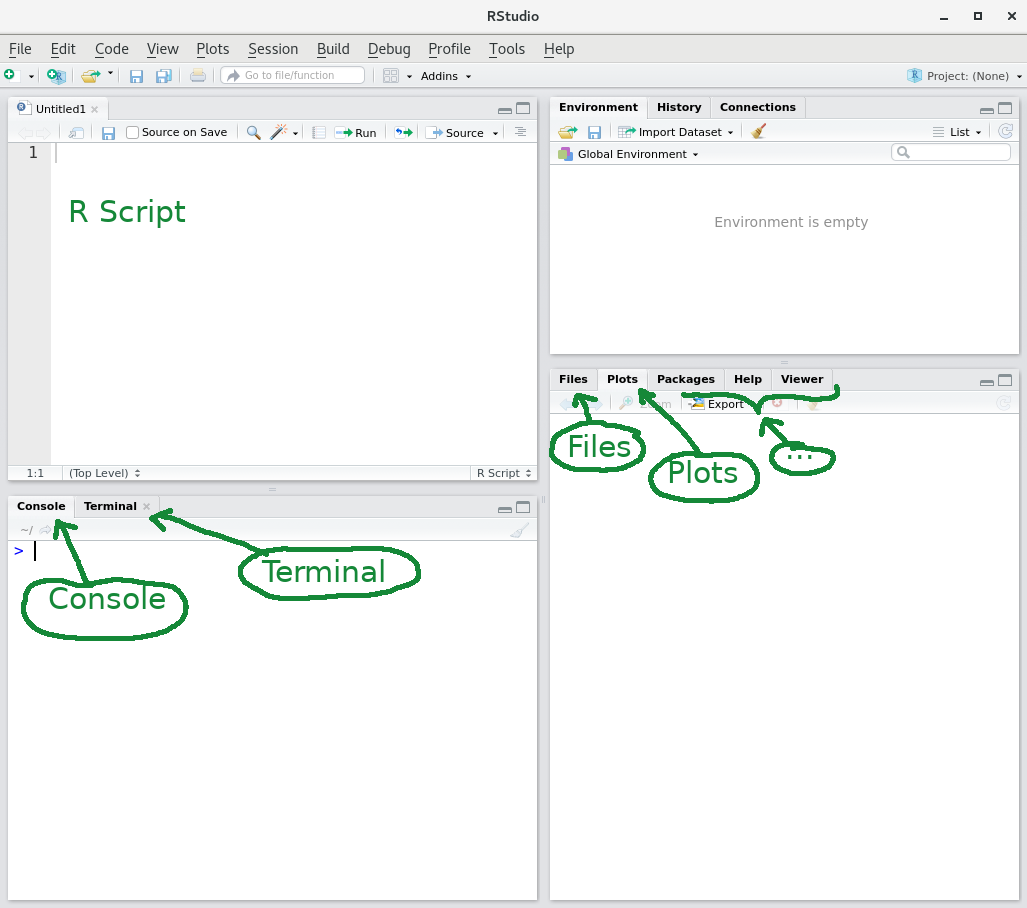 RStudio
File Edit Code View Plots Session Build Debug Profile Tools Help
Go to file/function Addins Project: (None)
Untitled1
Source on Save Run Source
1
R Script
1:1 (Top Level) R Script
Console Terminal
~/
>
Terminal
Console
Environment History Connections
Import Dataset List
Global Environment
Environment is empty
Files Plots Packages Help Viewer
Zoom Export
Files
Plots
...